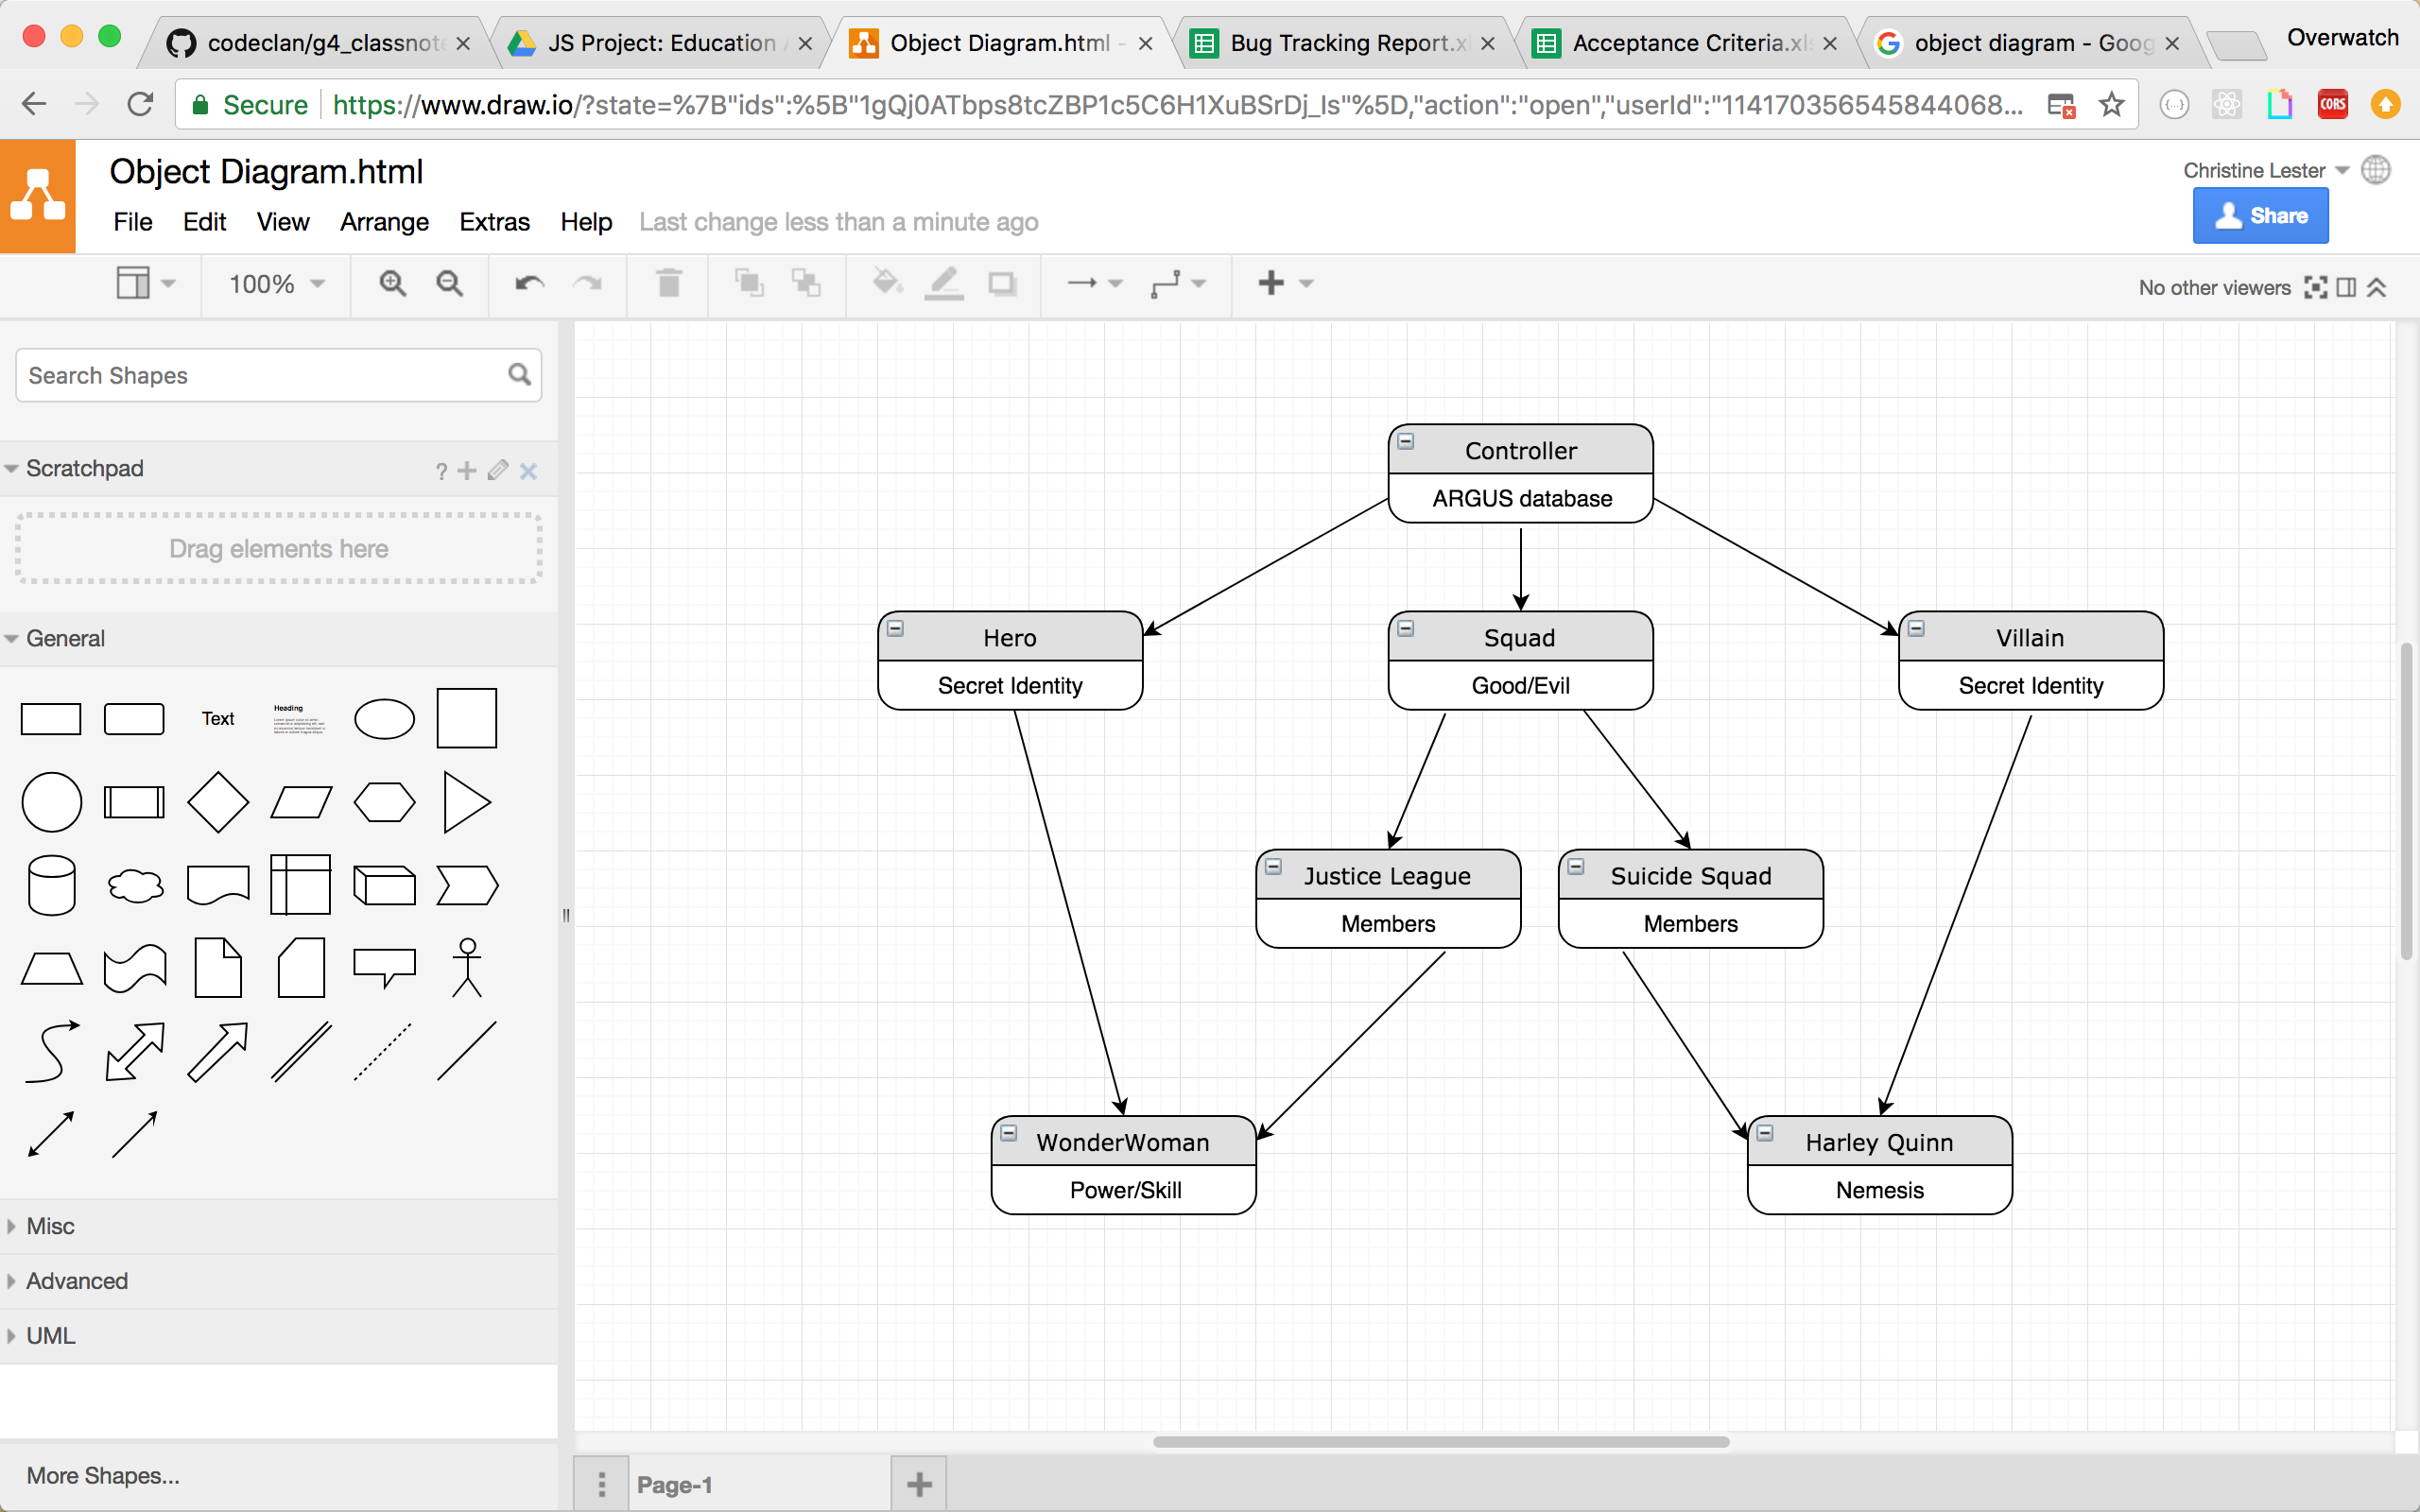 codeclan/g4_classnote
JS Project: Education
Object Diagram.html -
Bug Tracking Report.xl
Acceptance Criteria.xls
object diagram - Goog
Overwatch
Secure
https://www.draw.io/?state=%7B"ids":%5B"1gQj0ATbps8tcZBP1c5C6H1XuBSrDj_Is"%5D,"action":"open","userId":"114170356545844068...
CORS
Object Diagram.html
Christine Lester
File Edit View Arrange Extras Help Last change less than a minute ago
Share
100%
No other viewers
Search Shapes
Scratchpad
?
Drag elements here
General
Text
Heading
Misc
Advanced
UML
More Shapes...
Controller
ARGUS database
Hero
Secret Identity
Squad
Good/Evil
Villain
Secret Identity
Justice League
Members
Suicide Squad
Members
WonderWoman
Power/Skill
Harley Quinn
Nemesis
Page-1